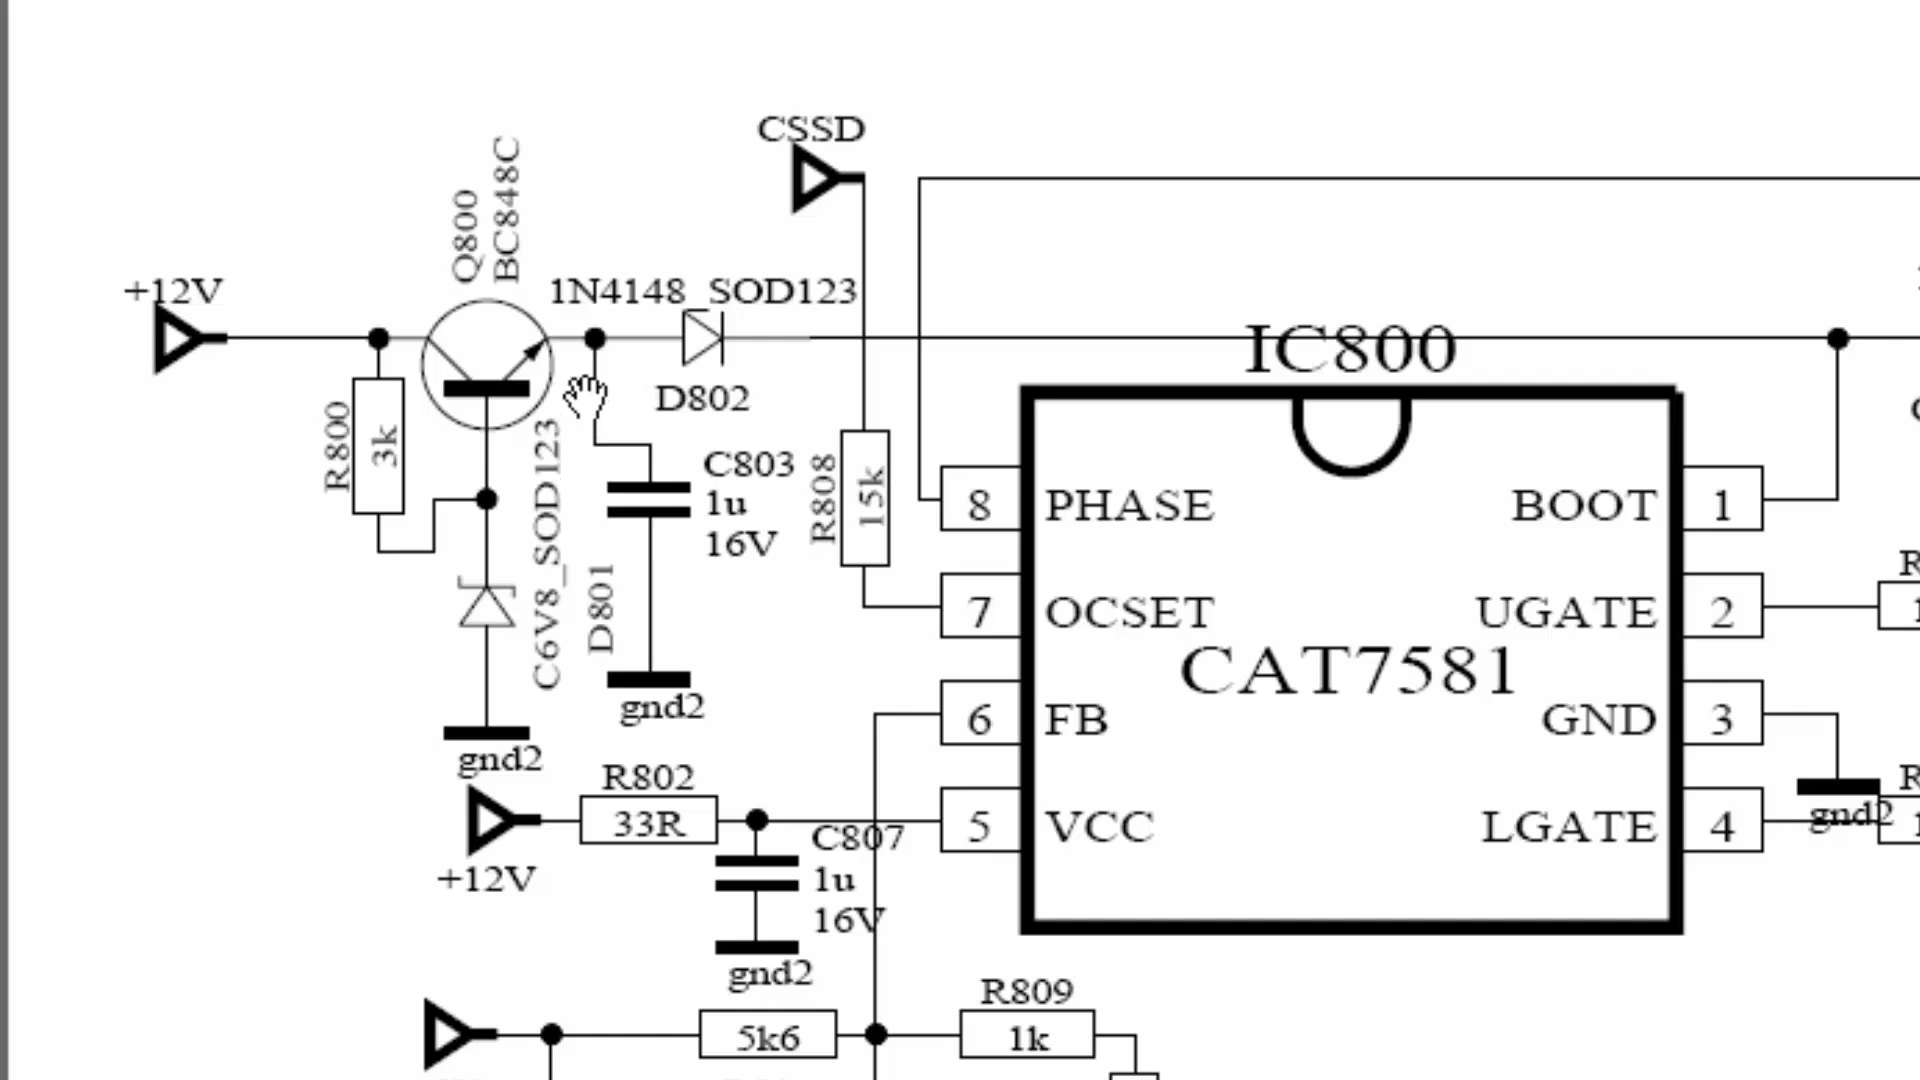 CSSD
Q800
BC848C
+12V
1N4148_SOD123
D802
IC800
R800
3k
C6V8_SOD123
D801
C803
1u
16V
gnd2
gnd2
R808
15k
8 PHASE
7 OCSET
6 FB
5 VCC
CAT7581
BOOT 1
UGATE 2
GND 3
LGATE 4
gnd2
R802
33R
+12V
C807
1u
16V
gnd2
5k6
R809
1k
R
1
R
1